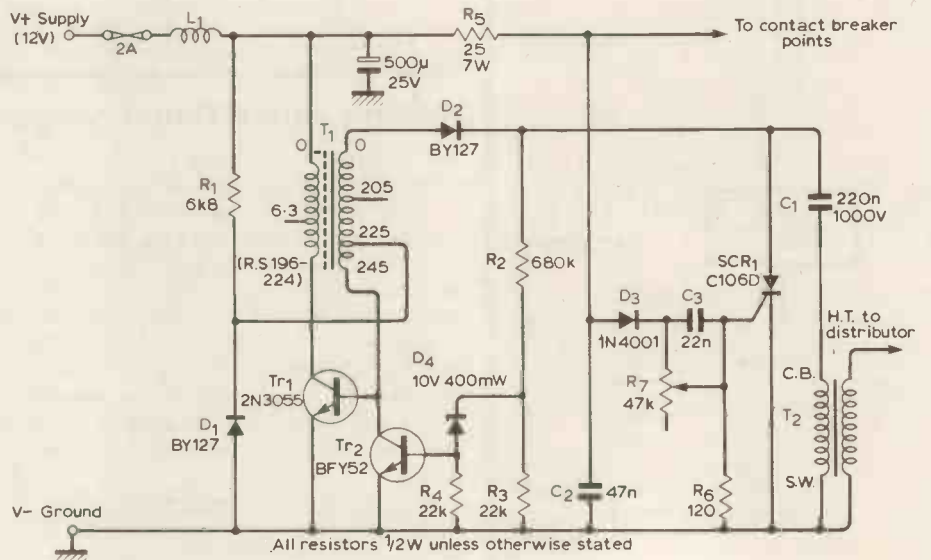 V+ Supply
(12V)
2A
L1
R5
25
7W
To contact breaker
points
500µ
25V
D2
BY127
T1
O
O
R1
6k8
6·3
205
225
245
(R.S 196-
224)
R2
680k
C1
220n
1000V
SCR1
C106D
D3
1N4001
C3
22n
H.T. to
distributor
D4
10V 400mW
R7
47k
C.B.
T2
S.W.
Tr1
2N3055
D1
BY127
Tr2
BFY52
R4
22k
R3
22k
C2
47n
R6
120
V- Ground
All resistors 1/2W unless otherwise stated